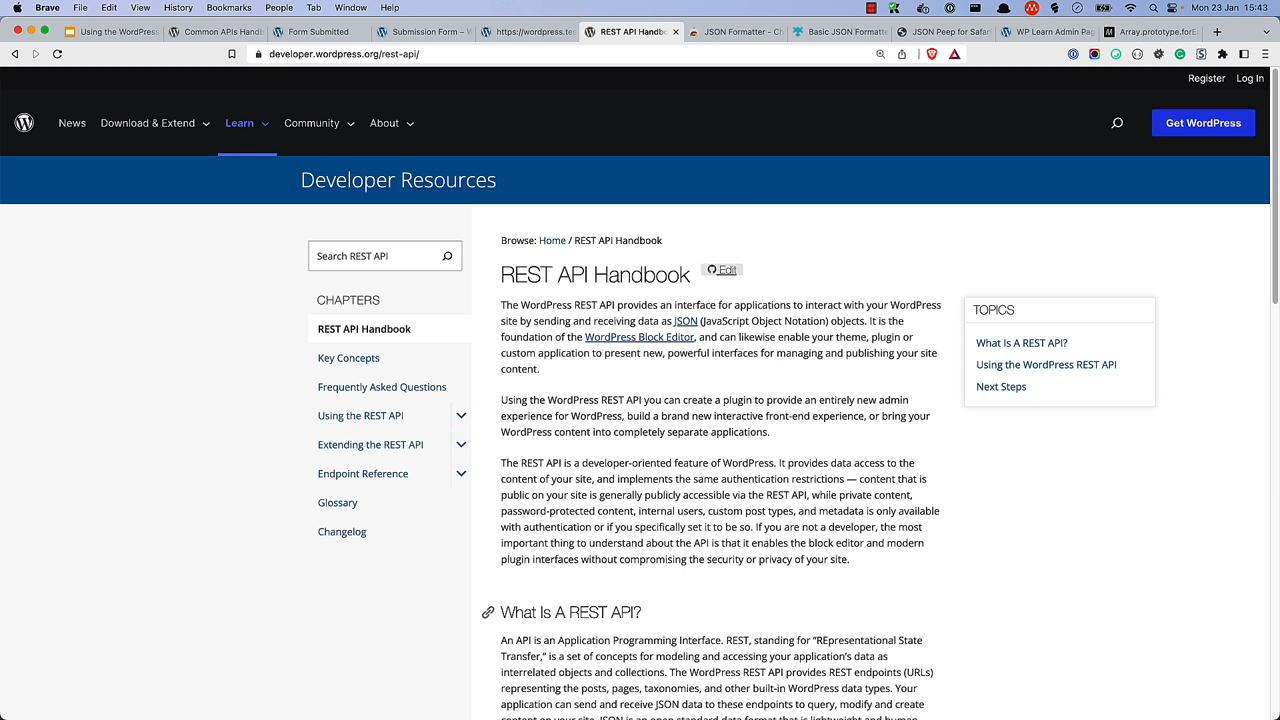 Brave File Edit View History Bookmarks People Tab Window Help Mon 23 Jan 15:43
Using the WordPress Common APIs Handb Form Submitted Submission Form – W https://wordpress.tes REST API Handbo JSON Formatter - Ch Basic JSON Formatte JSON Peep for Safari WP Learn Admin Pag Array.prototype.forE
developer.wordpress.org/rest-api/
Register Log In
News Download & Extend Learn Community About Get WordPress
Developer Resources
Search REST API
CHAPTERS
REST API Handbook
Key Concepts
Frequently Asked Questions
Using the REST API
Extending the REST API
Endpoint Reference
Glossary
Changelog
Browse: Home / REST API Handbook
REST API Handbook Edit
The WordPress REST API provides an interface for applications to interact with your WordPress
site by sending and receiving data as JSON (JavaScript Object Notation) objects. It is the
foundation of the WordPress Block Editor, and can likewise enable your theme, plugin or
custom application to present new, powerful interfaces for managing and publishing your site
content.
Using the WordPress REST API you can create a plugin to provide an entirely new admin
experience for WordPress, build a brand new interactive front-end experience, or bring your
WordPress content into completely separate applications.
The REST API is a developer-oriented feature of WordPress. It provides data access to the
content of your site, and implements the same authentication restrictions — content that is
public on your site is generally publicly accessible via the REST API, while private content,
password-protected content, internal users, custom post types, and metadata is only available
with authentication or if you specifically set it to be so. If you are not a developer, the most
important thing to understand about the API is that it enables the block editor and modern
plugin interfaces without compromising the security or privacy of your site.
What Is A REST API?
An API is an Application Programming Interface. REST, standing for “REpresentational State
Transfer,” is a set of concepts for modeling and accessing your application’s data as
interrelated objects and collections. The WordPress REST API provides REST endpoints (URLs)
representing the posts, pages, taxonomies, and other built-in WordPress data types. Your
application can send and receive JSON data to these endpoints to query, modify and create
content on your site. JSON is an open standard data format that is lightweight and human
TOPICS
What Is A REST API?
Using the WordPress REST API
Next Steps